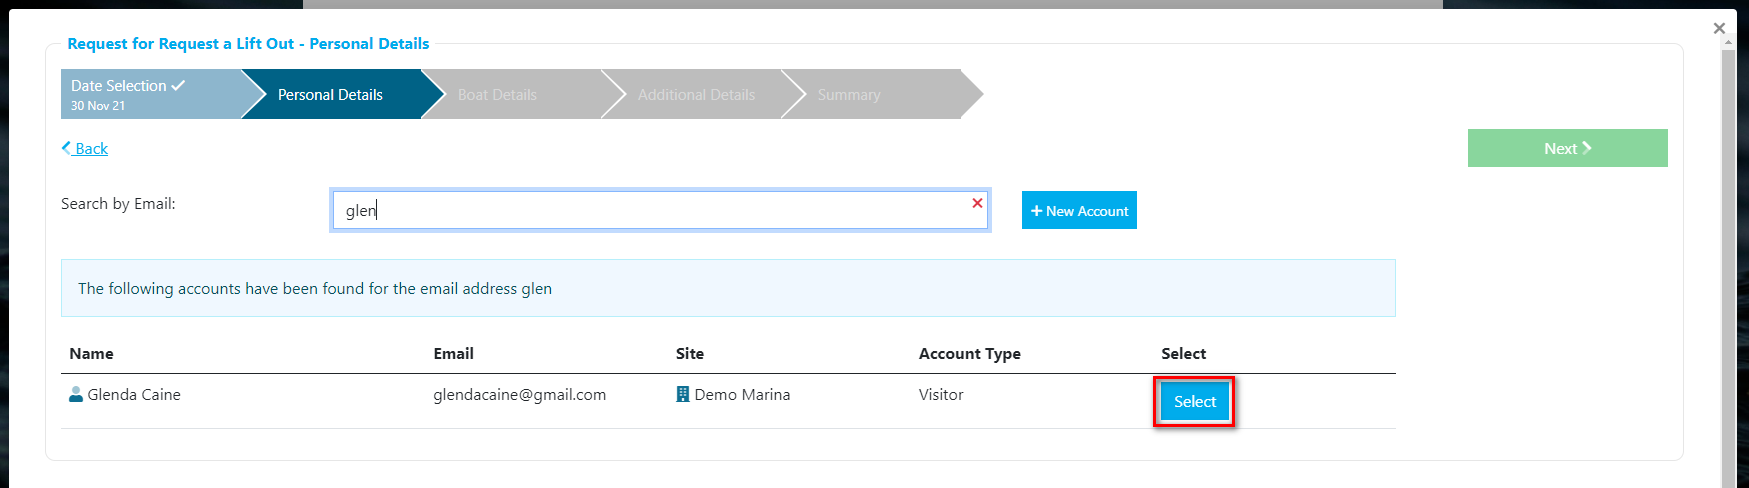 Request for Request a Lift Out - Personal Details
Date Selection
30 Nov 21
Personal Details
Boat Details
Additional Details
Summary
Back
Next
Search by Email:
glen
+ New Account
The following accounts have been found for the email address glen
Name Email Site Account Type Select
Glenda Caine glendacaine@gmail.com Demo Marina Visitor Select